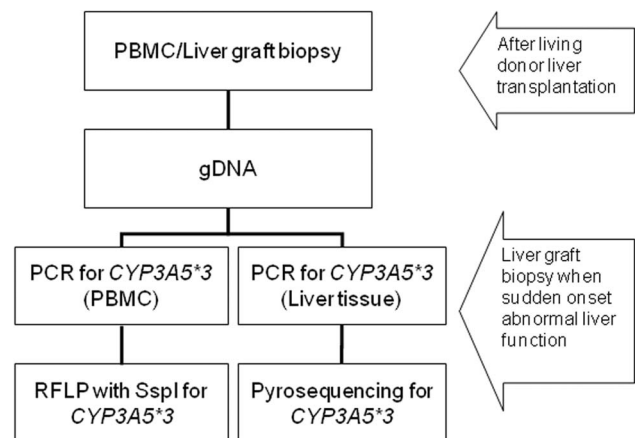 PBMC/Liver graft biopsy
After living
donor liver
transplantation
gDNA
PCR for CYP3A5*3
(PBMC)
PCR for CYP3A5*3
(Liver tissue)
Liver graft
biopsy when
sudden onset
abnormal liver
function
RFLP with SspI for
CYP3A5*3
Pyrosequencing for
CYP3A5*3